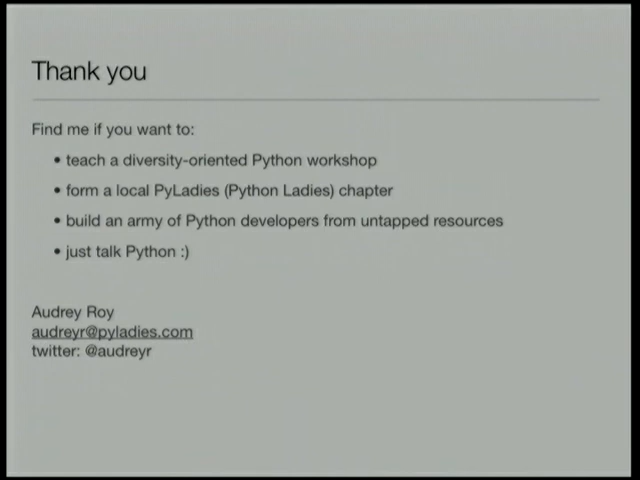 Thank you
Find me if you want to:
• teach a diversity-oriented Python workshop
• form a local PyLadies (Python Ladies) chapter
• build an army of Python developers from untapped resources
• just talk Python :)
Audrey Roy
audreyr@pyladies.com
twitter: @audreyr